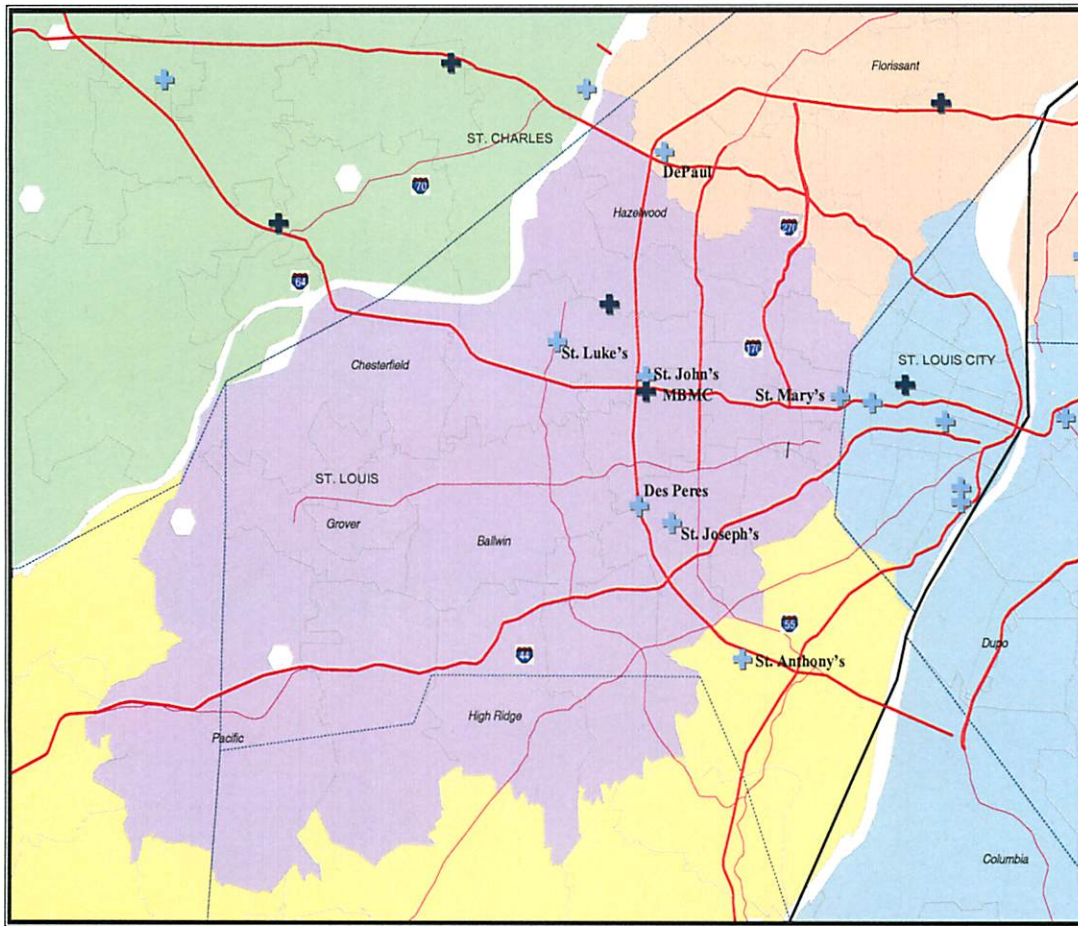 Florissant
ST. CHARLES
DePaul
70
Hazelwood
270
64
St. Luke's
170
ST. LOUIS CITY
Chesterfield
St. John's
MBMC
St. Mary's
ST. LOUIS
Des Peres
Grover
St. Joseph's
Ballwin
55
Dupo
44
St. Anthony's
High Ridge
Pacific
Columbia